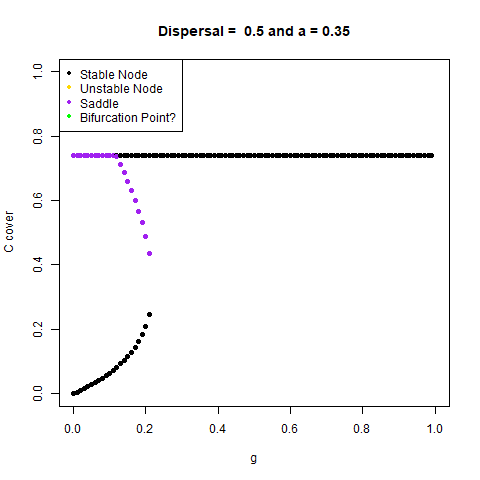 Dispersal =  0.5 and a = 0.35
Stable Node
Unstable Node
Saddle
Bifurcation Point?
C cover
0.0 0.2 0.4 0.6 0.8 1.0
0.0 0.2 0.4 0.6 0.8 1.0
g